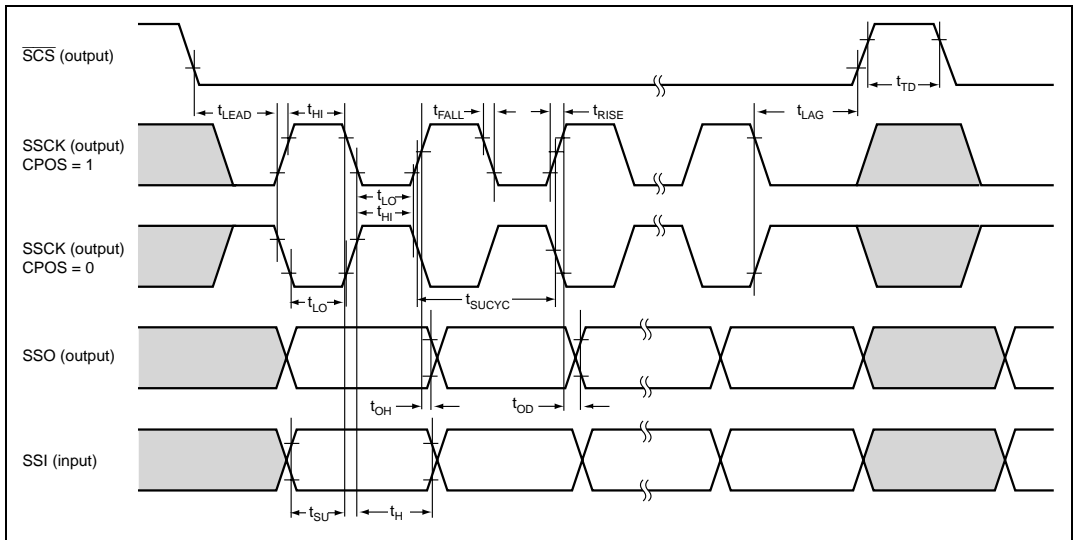 SCS (output)
tTD
tLEAD
tHI
tFALL
tRISE
tLAG
SSCK (output)
CPOS = 1
tLO
tHI
SSCK (output)
CPOS = 0
tLO
tSUCYC
SSO (output)
tOH
tOD
SSI (input)
tSU
tH